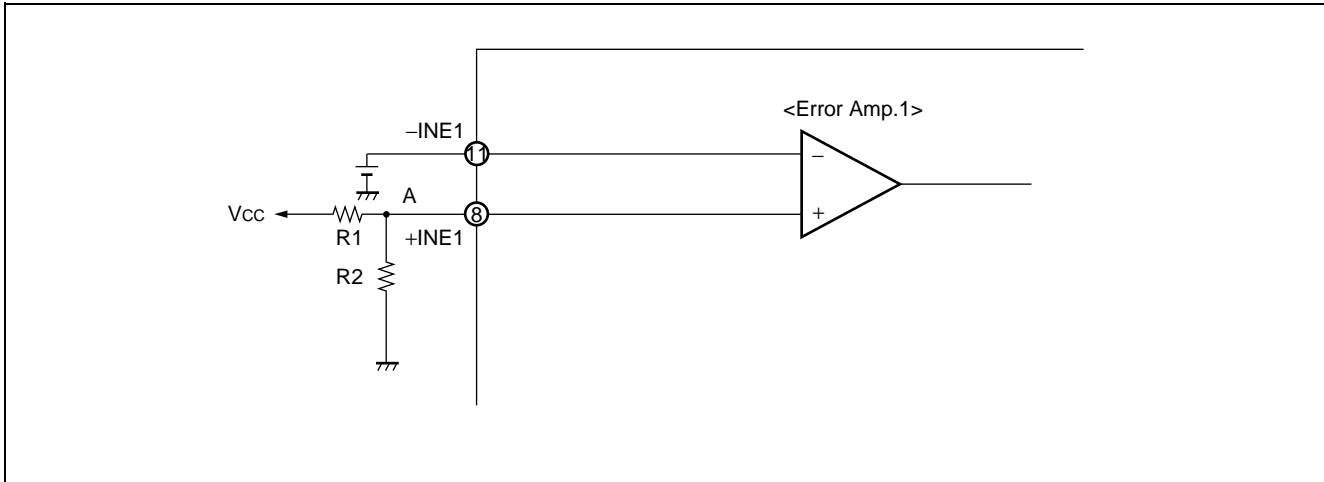 <Error Amp.1>
−INE1
11
−
A
Vcc
8
+
R1
+INE1
R2